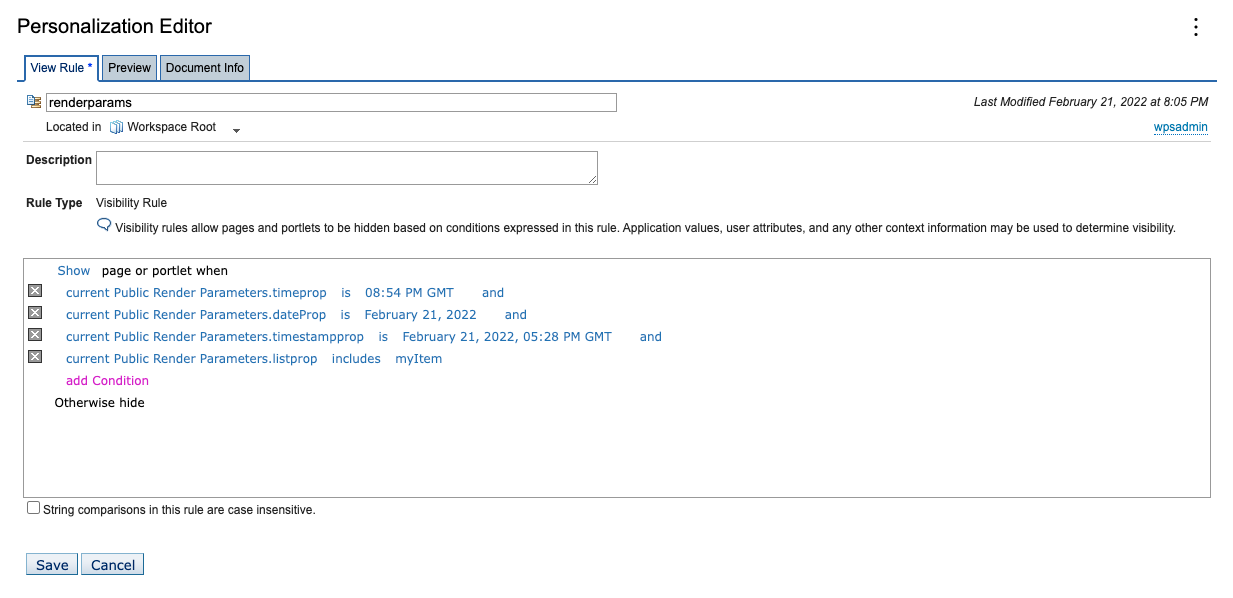 Personalization Editor
View Rule * Preview Document Info
renderparams Last Modified February 21, 2022 at 8:05 PM
Located in Workspace Root wpsadmin
Description
Rule Type Visibility Rule
Visibility rules allow pages and portlets to be hidden based on conditions expressed in this rule. Application values, user attributes, and any other context information may be used to determine visibility.
Show page or portlet when
current Public Render Parameters.timeprop is 08:54 PM GMT and
current Public Render Parameters.dateProp is February 21, 2022 and
current Public Render Parameters.timestampprop is February 21, 2022, 05:28 PM GMT and
current Public Render Parameters.listprop includes myItem
add Condition
Otherwise hide
String comparisons in this rule are case insensitive.
Save Cancel